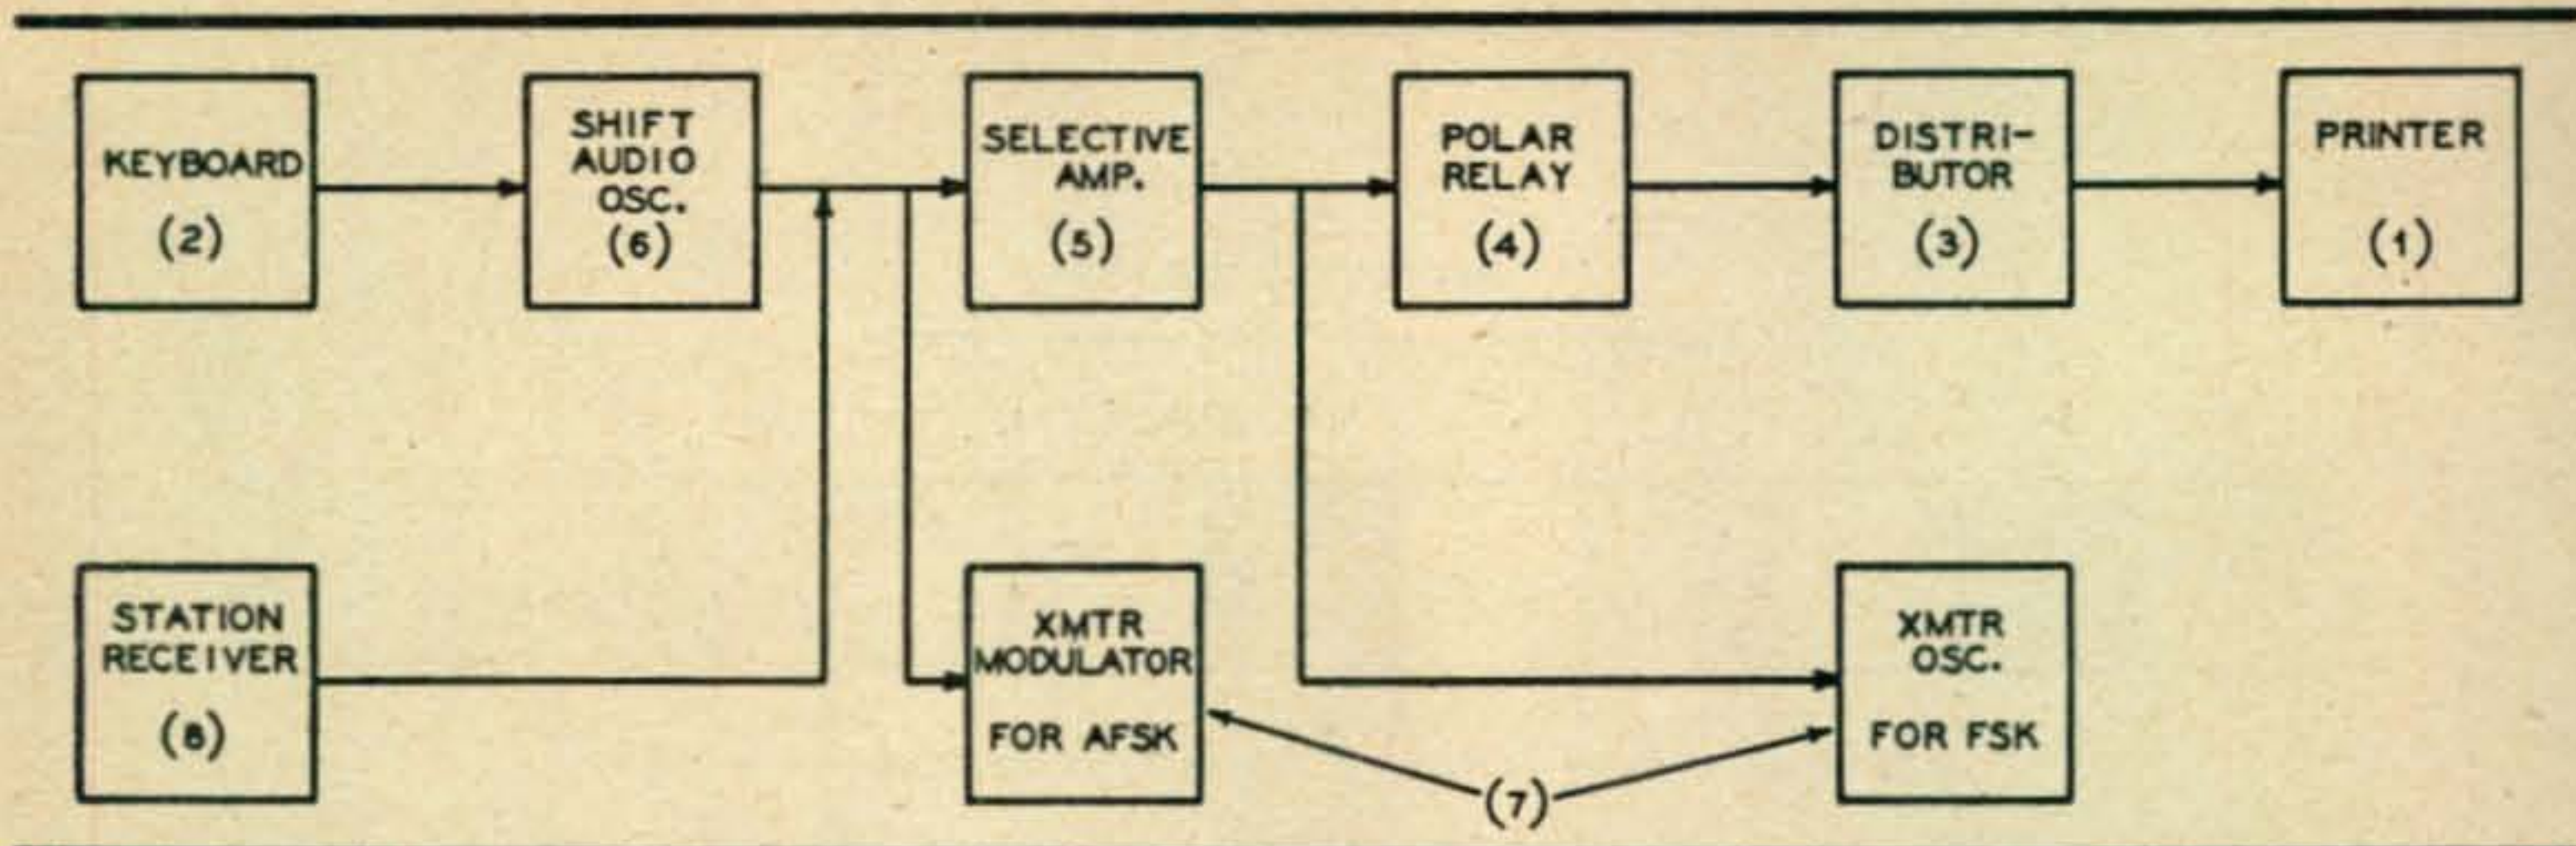 KEYBOARD
(2)
SHIFT
AUDIO
OSC.
(6)
SELECTIVE
AMP.
(5)
POLAR
RELAY
(4)
DISTRI-
BUTOR
(3)
PRINTER
(1)
STATION
RECEIVER
(8)
XMTR
MODULATOR
FOR AFSK
XMTR
OSC.
FOR FSK
(7)